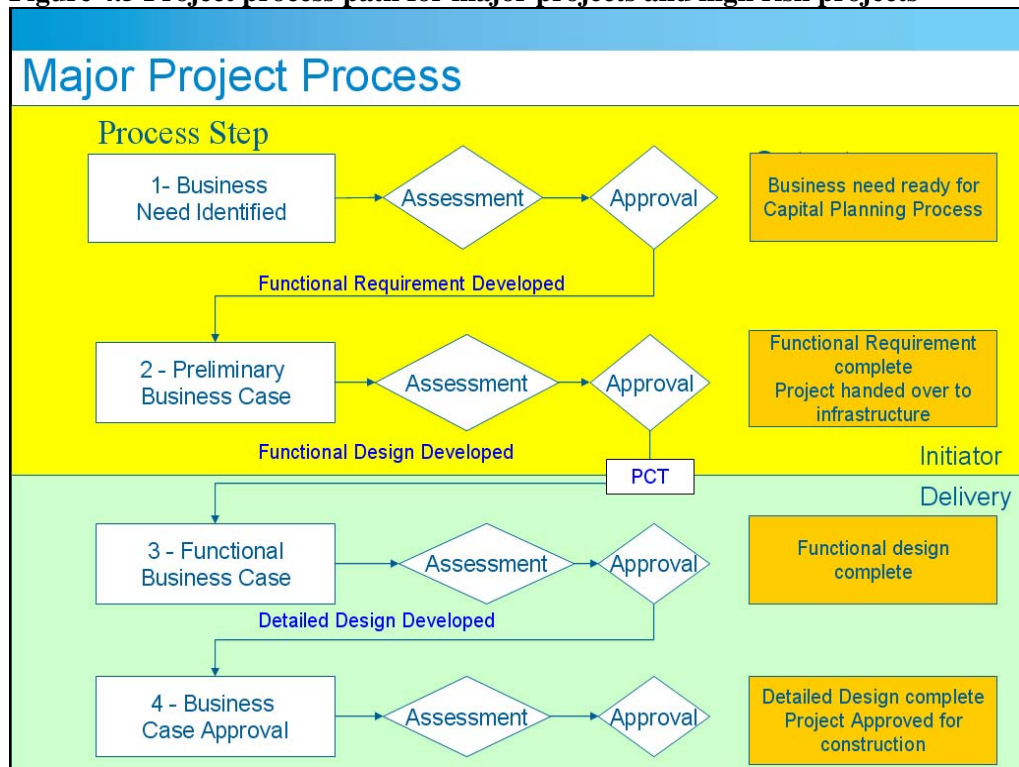 Major Project Process
Process Step
1- Business
Need Identified
Assessment
Approval
Business need ready for
Capital Planning Process
Functional Requirement Developed
2 - Preliminary
Business Case
Assessment
Approval
Functional Requirement
complete
Project handed over to
infrastructure
Functional Design Developed
PCT
Initiator
Delivery
3 - Functional
Business Case
Assessment
Approval
Functional design
complete
Detailed Design Developed
4 - Business
Case Approval
Assessment
Approval
Detailed Design complete
Project Approved for
construction